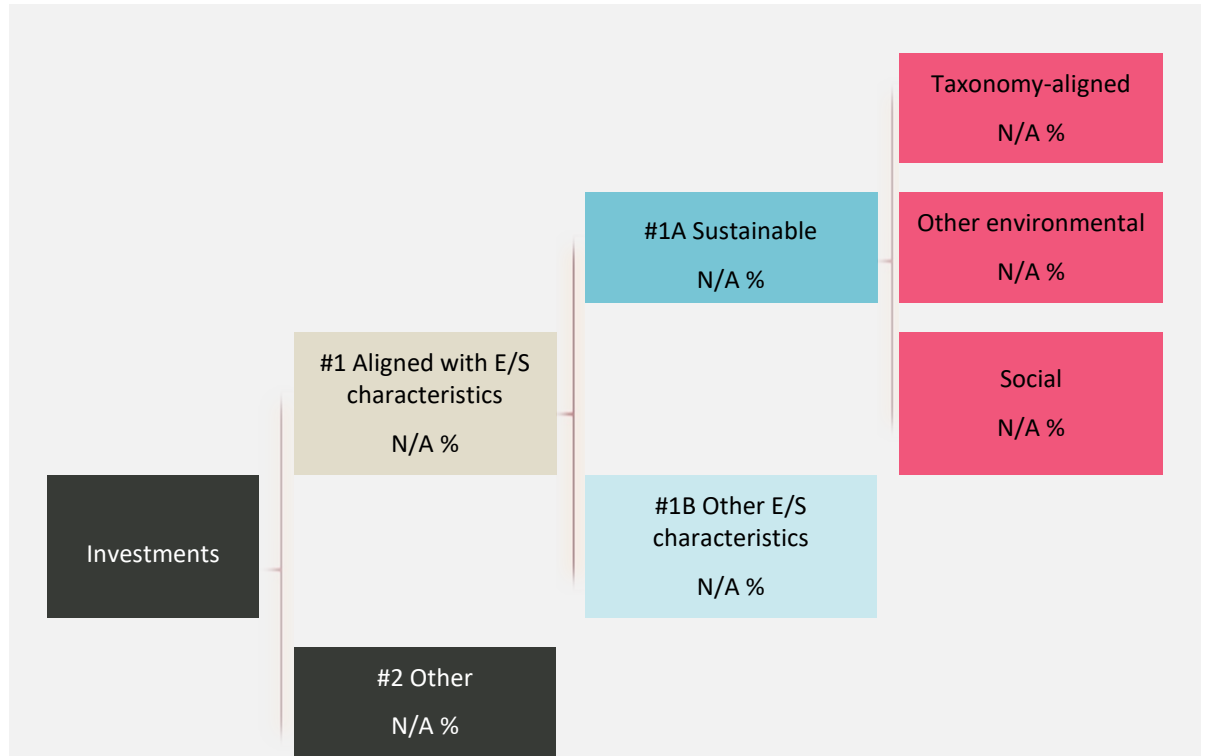 Investments
#1 Aligned with E/S
characteristics
N/A %
#2 Other
N/A %
#1A Sustainable
N/A %
#1B Other E/S
characteristics
N/A %
Taxonomy-aligned
N/A %
Other environmental
N/A %
Social
N/A %